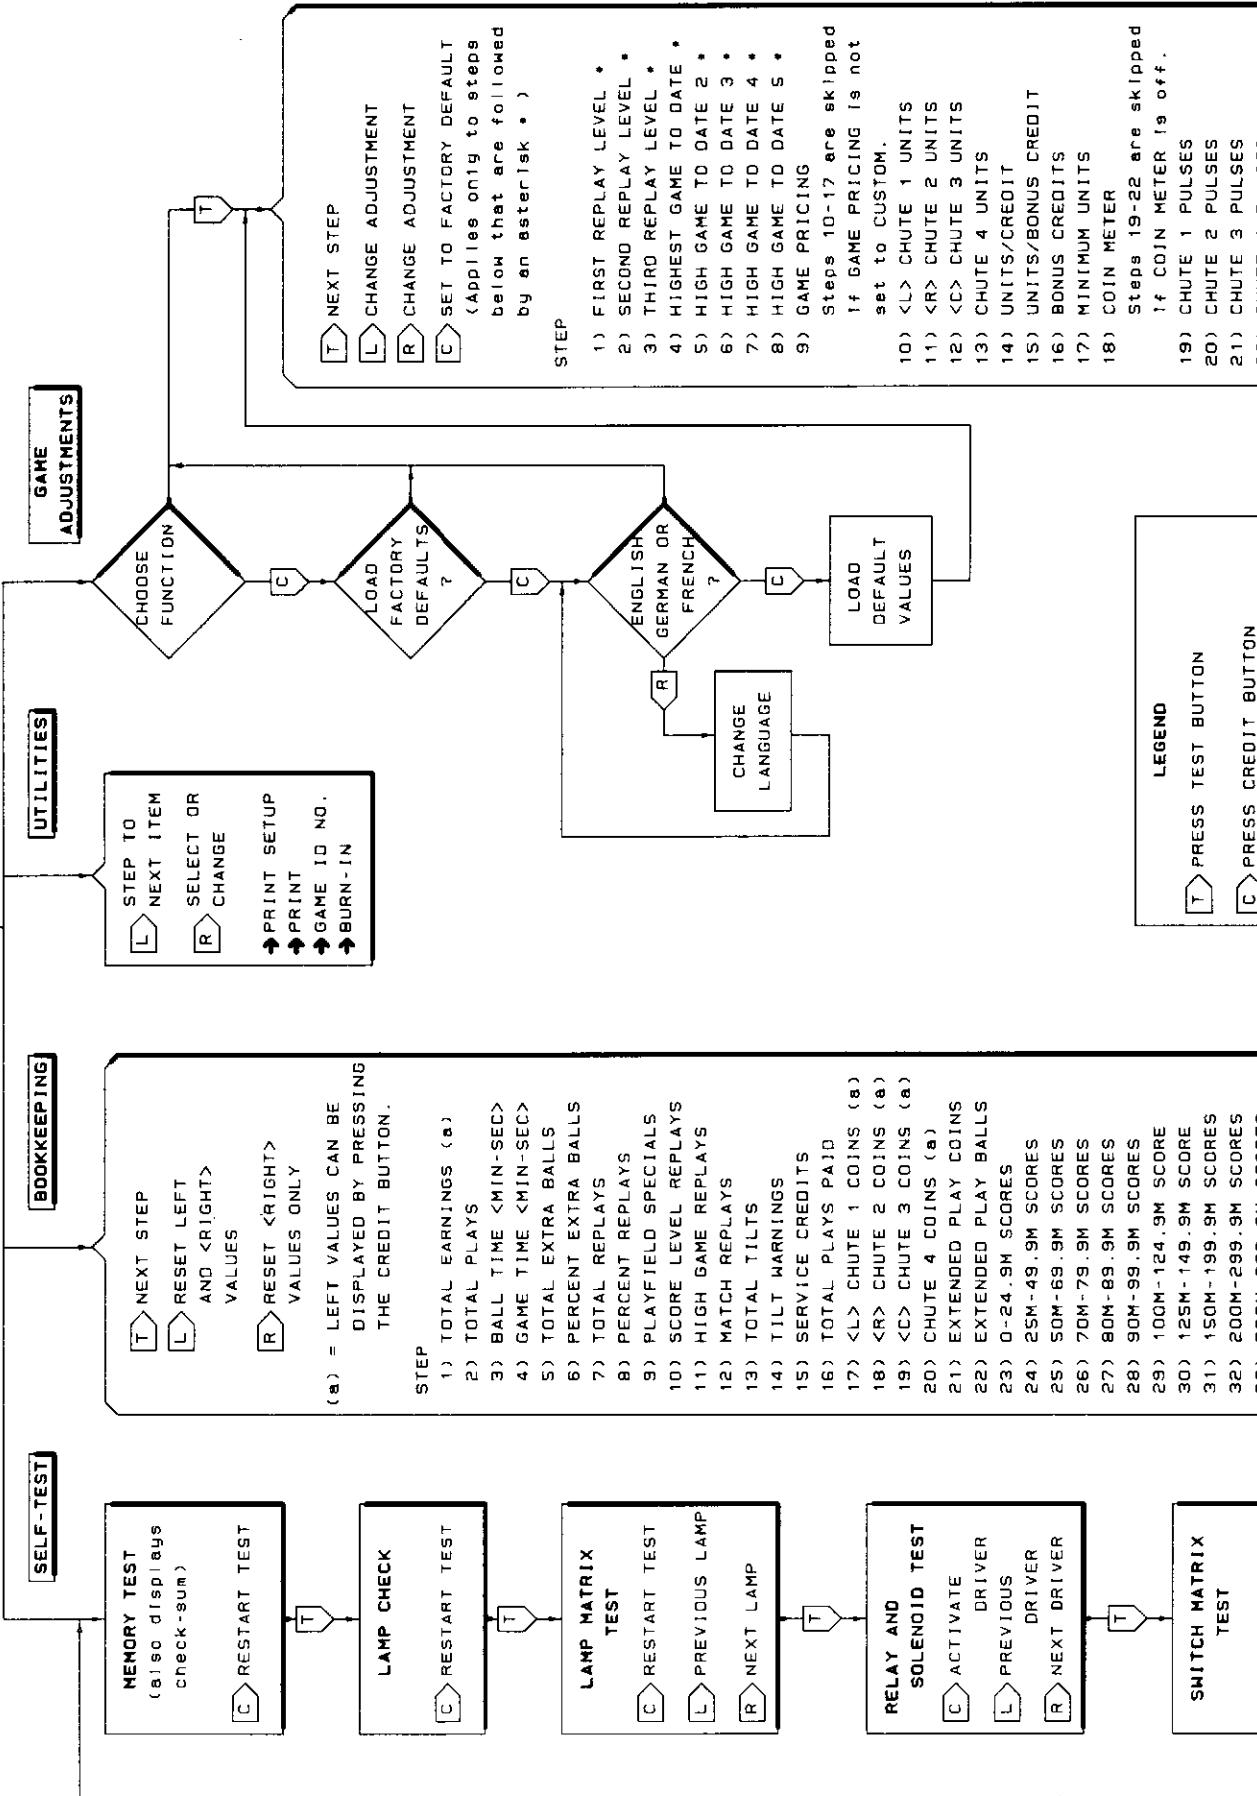 SELF-TEST
MEMORY TEST
(also displays
check-sum)
C RESTART TEST
T
LAMP CHECK
C RESTART TEST
T
LAMP MATRIX
TEST
C RESTART TEST
L PREVIOUS LAMP
R NEXT LAMP
T
RELAY AND
SOLENOID TEST
C ACTIVATE
DRIVER
L PREVIOUS
DRIVER
R NEXT DRIVER
T
SWITCH MATRIX
TEST
BOOKKEEPING
T NEXT STEP
L RESET LEFT
AND <RIGHT>
VALUES
R RESET <RIGHT>
VALUES ONLY
(a) = LEFT VALUES CAN BE
DISPLAYED BY PRESSING
THE CREDIT BUTTON.
STEP
1) TOTAL EARNINGS (a)
2) TOTAL PLAYS
3) BALL TIME <MIN-SEC>
4) GAME TIME <MIN-SEC>
5) TOTAL EXTRA BALLS
6) PERCENT EXTRA BALLS
7) TOTAL REPLAYS
8) PERCENT REPLAYS
9) PLAYFIELD SPECIALS
10) SCORE LEVEL REPLAYS
11) HIGH GAME REPLAYS
12) MATCH REPLAYS
13) TOTAL TILTS
14) TILT WARNINGS
15) SERVICE CREDITS
16) TOTAL PLAYS PAID
17) <L> CHUTE 1 COINS (a)
18) <R> CHUTE 2 COINS (a)
19) <C> CHUTE 3 COINS (a)
20) CHUTE 4 COINS (a)
21) EXTENDED PLAY COINS
22) EXTENDED PLAY BALLS
23) 0-24.9M SCORES
24) 25M-49.9M SCORES
25) 50M-69.9M SCORES
26) 70M-79.9M SCORES
27) 80M-89.9M SCORES
28) 90M-99.9M SCORES
29) 100M-124.9M SCORE
30) 125M-149.9M SCORE
31) 150M-199.9M SCORES
32) 200M-299.9M SCORES
UTILITIES
L STEP TO
NEXT ITEM
R SELECT OR
CHANGE
PRINT SETUP
PRINT
GAME ID NO.
BURN-IN
GAME
ADJUSTMENTS
CHOOSE
FUNCTION
C
LOAD
FACTORY
DEFAULTS
?
C
ENGLISH
GERMAN OR
FRENCH
?
R
CHANGE
LANGUAGE
C
LOAD
DEFAULT
VALUES
T
T NEXT STEP
L CHANGE ADJUSTMENT
R CHANGE ADJUSTMENT
C SET TO FACTORY DEFAULT
(Applies only to steps
below that are followed
by an asterisk * )
STEP
1) FIRST REPLAY LEVEL *
2) SECOND REPLAY LEVEL *
3) THIRD REPLAY LEVEL *
4) HIGHEST GAME TO DATE *
5) HIGH GAME TO DATE 2 *
6) HIGH GAME TO DATE 3 *
7) HIGH GAME TO DATE 4 *
8) HIGH GAME TO DATE 5 *
9) GAME PRICING
Steps 10-17 are skipped
if GAME PRICING is not
set to CUSTOM.
10) <L> CHUTE 1 UNITS
11) <R> CHUTE 2 UNITS
12) <C> CHUTE 3 UNITS
13) CHUTE 4 UNITS
14) UNITS/CREDIT
15) UNITS/BONUS CREDIT
16) BONUS CREDITS
17) MINIMUM UNITS
18) COIN METER
Steps 19-22 are skipped
if COIN METER is off.
19) CHUTE 1 PULSES
20) CHUTE 2 PULSES
21) CHUTE 3 PULSES
LEGEND
T PRESS TEST BUTTON
C PRESS CREDIT BUTTON